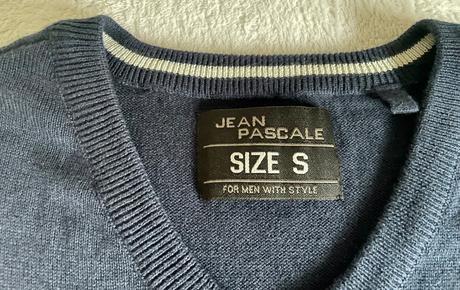 JEAN
PASCALE
SIZE S
FOR MEN WITH STYLE